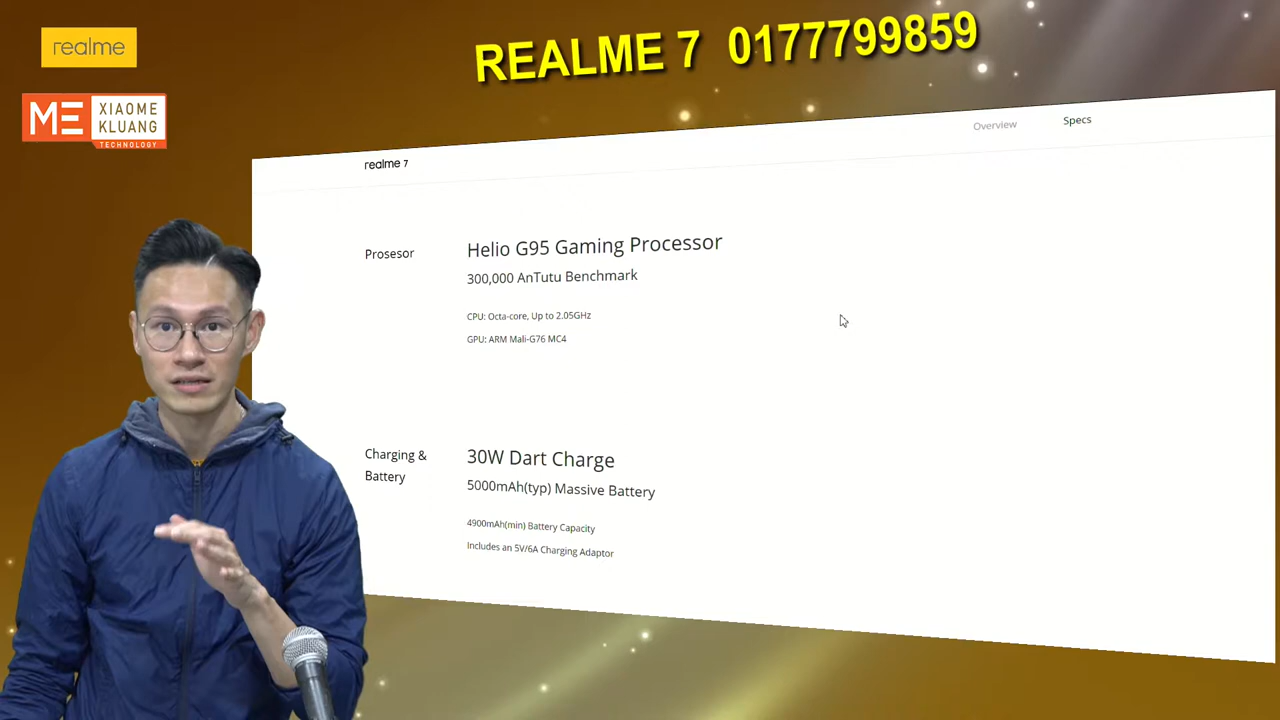 realme
REALME 7 0177799859
ME XIAOME
KLUANG
TECHNOLOGY
Overview Specs
realme 7
Prosesor
Helio G95 Gaming Processor
300,000 AnTutu Benchmark
CPU: Octa-core, Up to 2.05GHz
GPU: ARM Mali-G76 MC4
Charging &
Battery
30W Dart Charge
5000mAh(typ) Massive Battery
4900mAh(min) Battery Capacity
Includes an 5V/6A Charging Adaptor